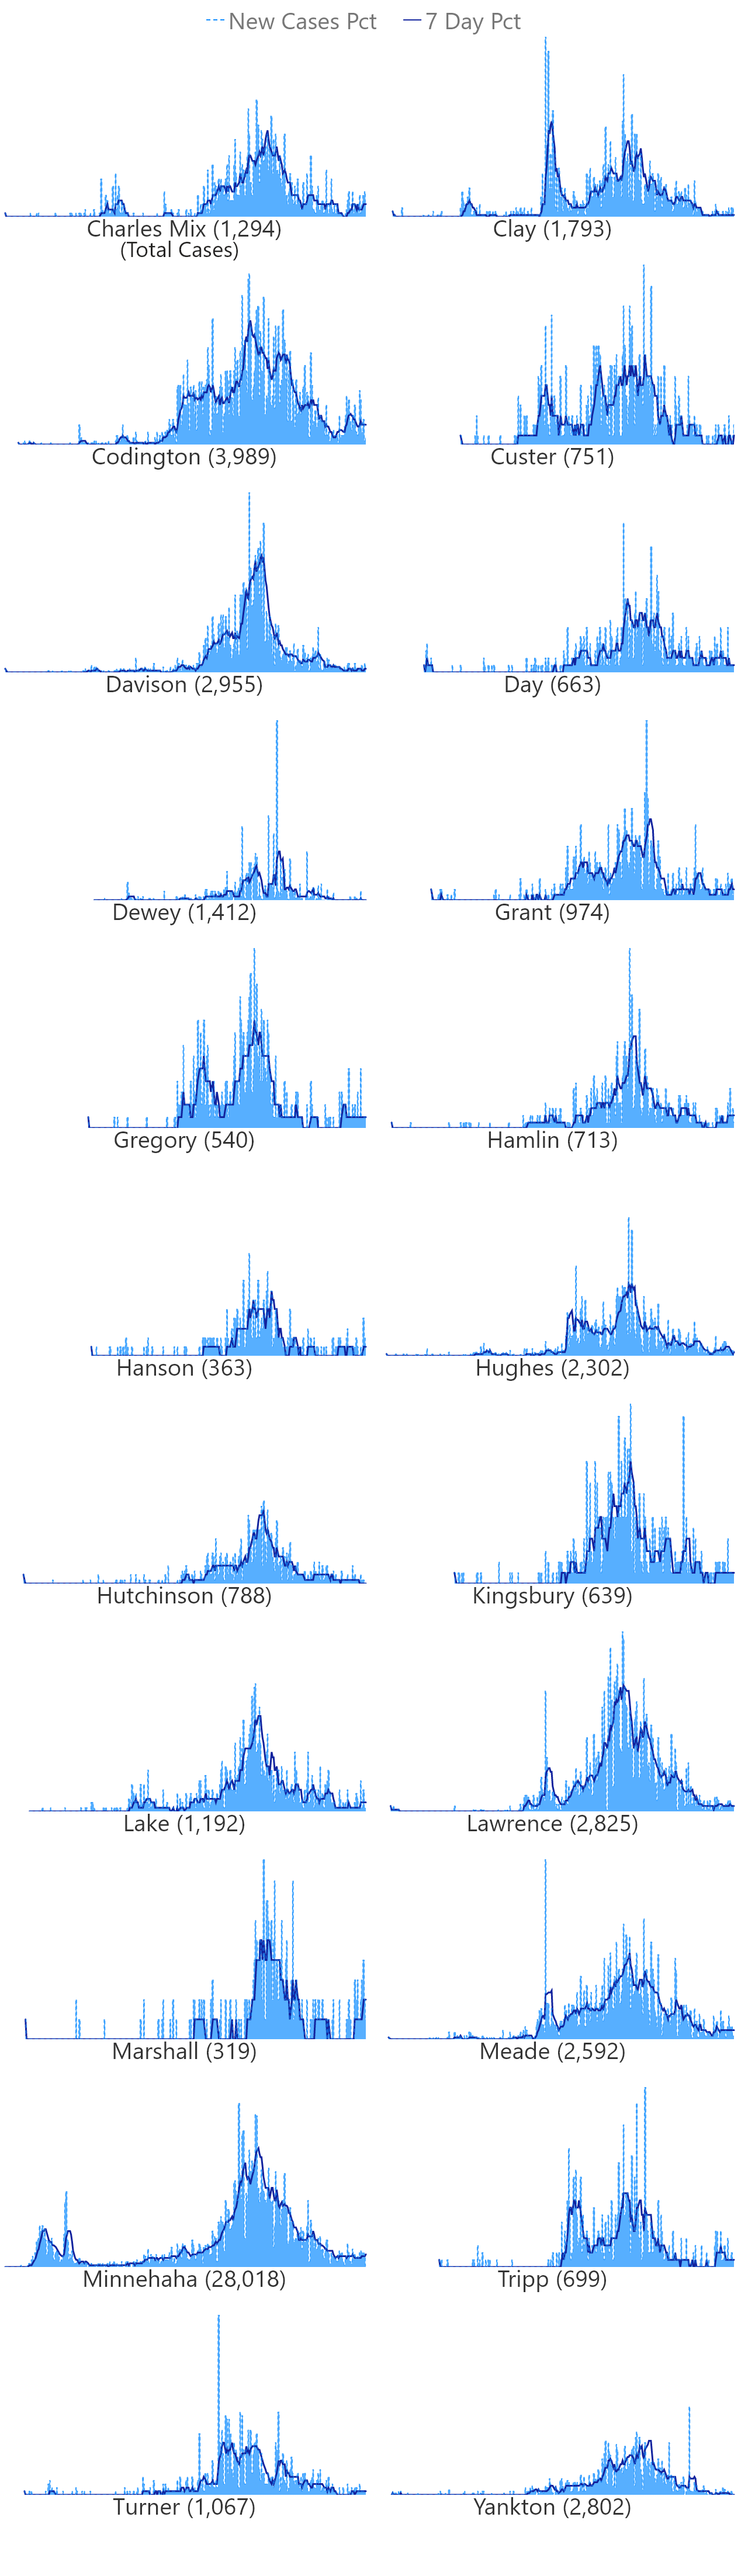 New Cases Pct 7 Day Pct
Charles Mix (1,294) Clay (1,793)
(Total Cases)
Codington (3,989) Custer (751)
Davison (2,955) Day (663)
Dewey (1,412) Grant (974)
Gregory (540) Hamlin (713)
Hanson (363) Hughes (2,302)
Hutchinson (788) Kingsbury (639)
Lake (1,192) Lawrence (2,825)
Marshall (319) Meade (2,592)
Minnehaha (28,018) Tripp (699)
Turner (1,067) Yankton (2,802)